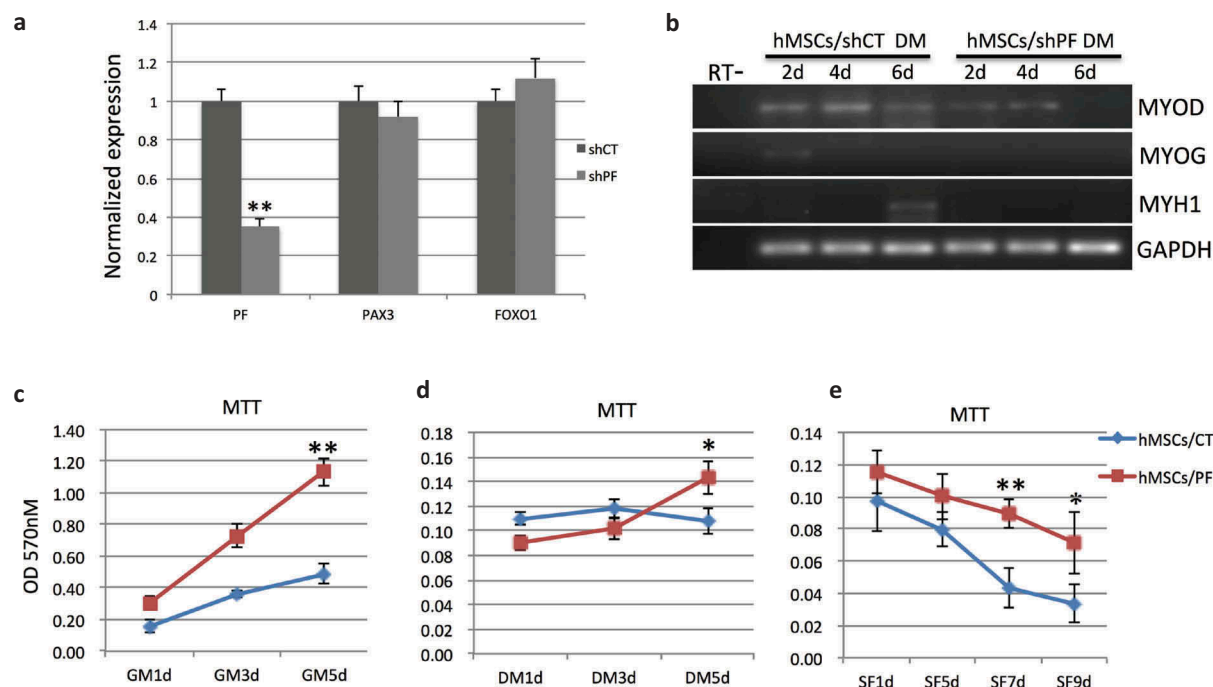 a
1.4
1.2
1
0.8
0.6
0.4
0.2
0
Normalized expression
**
shCT
shPF
PF PAX3 FOXO1
b
hMSCs/shCT DM hMSCs/shPF DM
RT- 2d 4d 6d 2d 4d 6d
MYOD
MYOG
MYH1
GAPDH
c
MTT
OD 570nM
1.40
1.20
1.00
0.80
0.60
0.40
0.20
0.00
**
GM1d GM3d GM5d
d
MTT
0.18
0.16
0.14
0.12
0.10
0.08
0.06
0.04
0.02
0.00
*
DM1d DM3d DM5d
e
MTT
0.14
0.12
0.10
0.08
0.06
0.04
0.02
0.00
**
*
SF1d SF5d SF7d SF9d
hMSCs/CT
hMSCs/PF